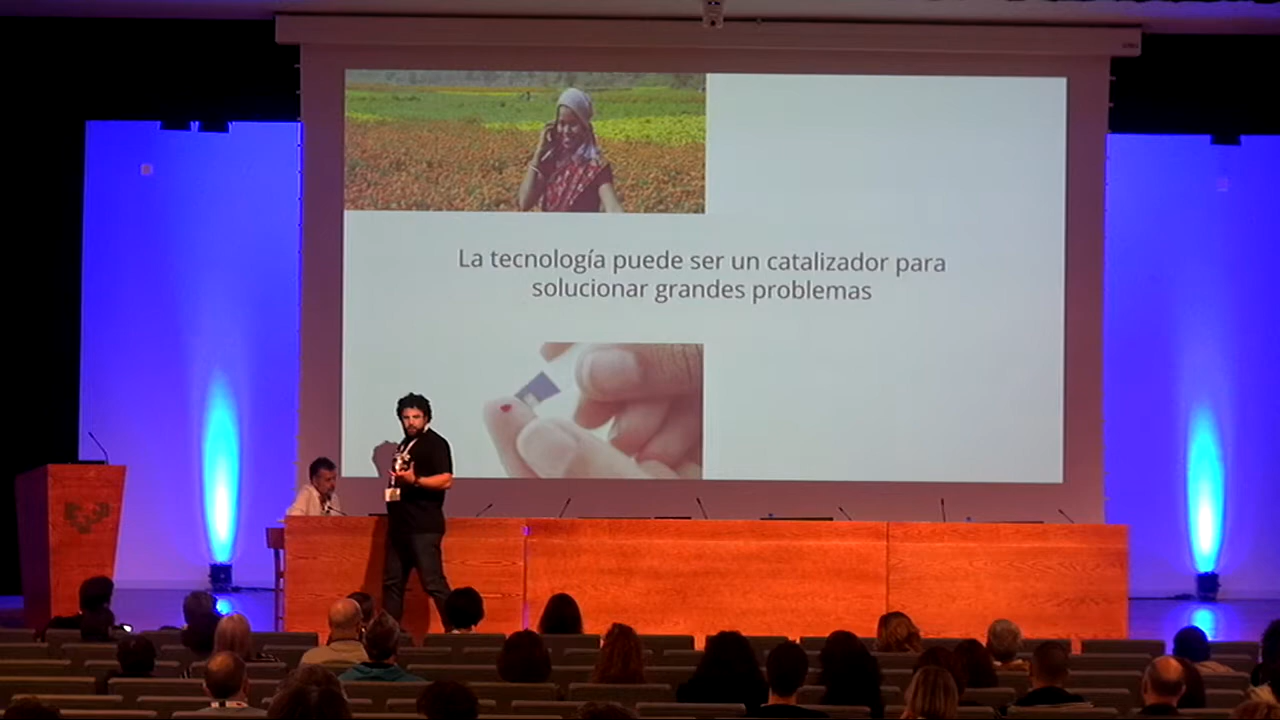 La tecnología puede ser un catalizador para
solucionar grandes problemas